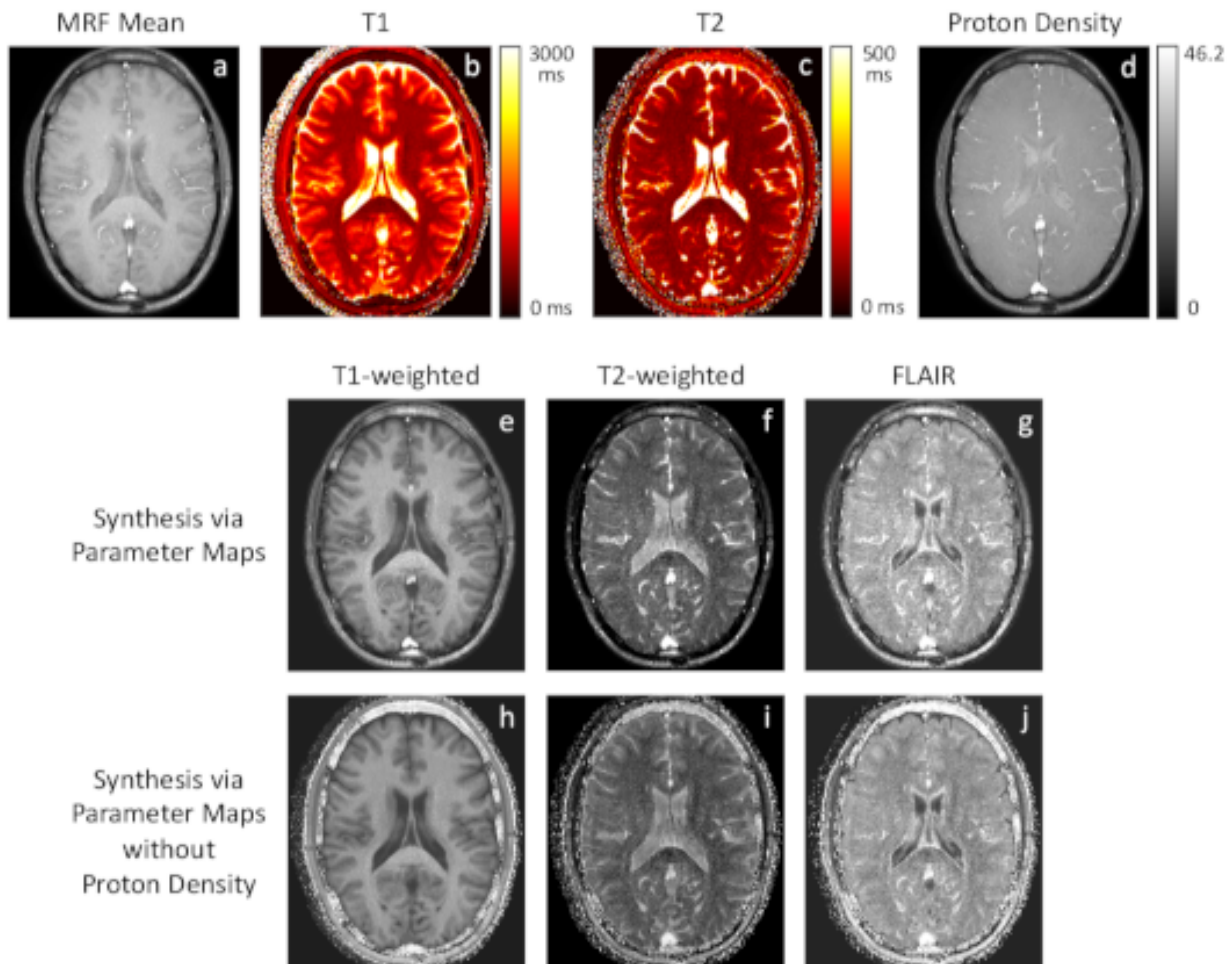 MRF Mean
T1
T2
Proton Density
a
b
3000
ms
0 ms
c
500
ms
0 ms
d
46.2
0
T1-weighted
T2-weighted
FLAIR
Synthesis via
Parameter Maps
e
f
g
Synthesis via
Parameter Maps
without
Proton Density
h
i
j